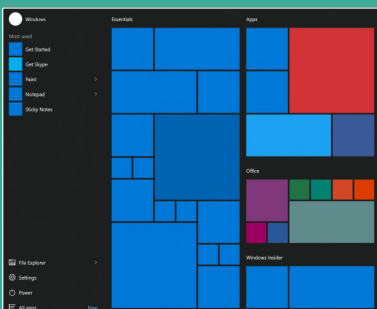 Windows
Most used
Get Started
Get Skype
Paint
Notepad
Sticky Notes
File Explorer
Settings
Power
All apps
New
Essentials
Apps
Office
Windows Insider